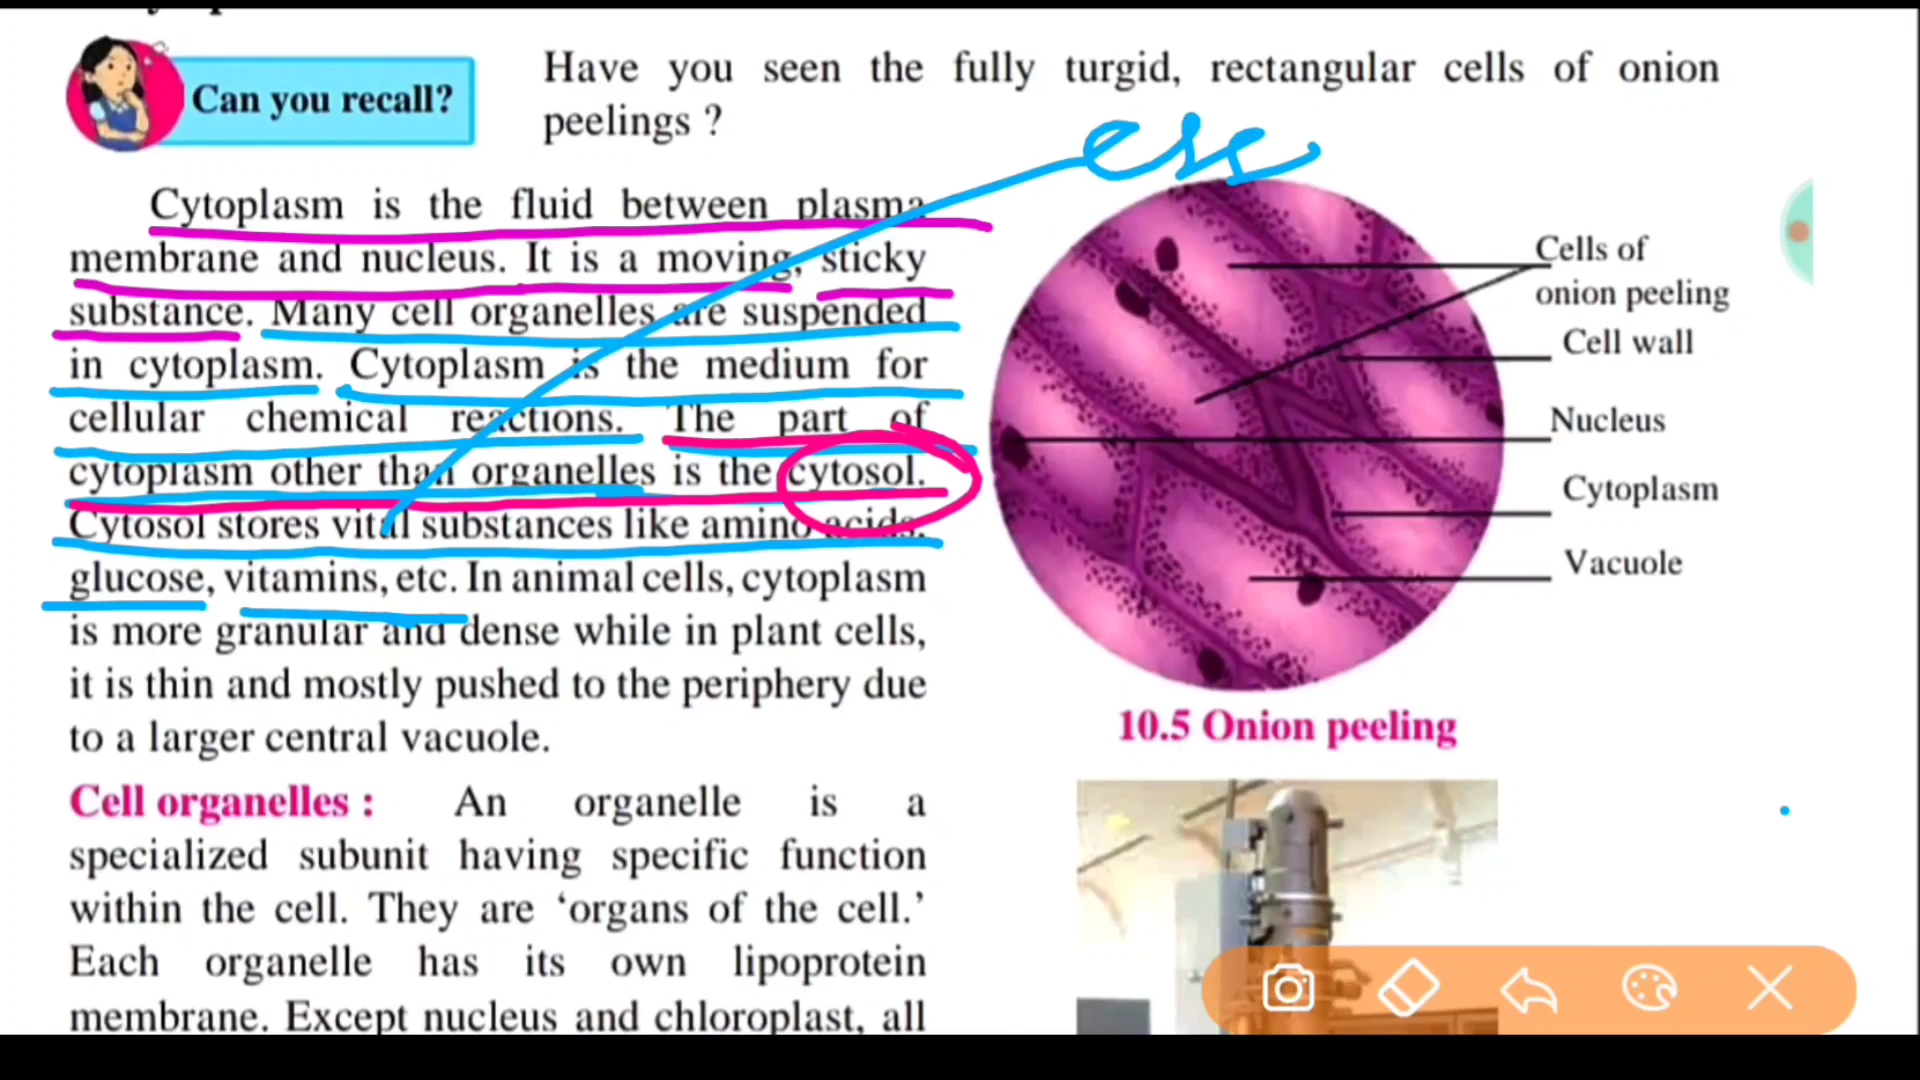 Can you recall?
Have you seen the fully turgid, rectangular cells of onion
peelings ?
Cytoplasm is the fluid between plasma
membrane and nucleus. It is a moving, sticky
substance. Many cell organelles are suspended
in cytoplasm. Cytoplasm is the medium for
cellular chemical reactions. The part of
cytoplasm other than organelles is the cytosol.
Cytosol stores vital substances like amino acids,
glucose, vitamins, etc. In animal cells, cytoplasm
is more granular and dense while in plant cells,
it is thin and mostly pushed to the periphery due
to a larger central vacuole.
Cell organelles : An organelle is a
specialized subunit having specific function
within the cell. They are ‘organs of the cell.’
Each organelle has its own lipoprotein
membrane. Except nucleus and chloroplast, all
Cells of
onion peeling
Cell wall
Nucleus
Cytoplasm
Vacuole
10.5 Onion peeling